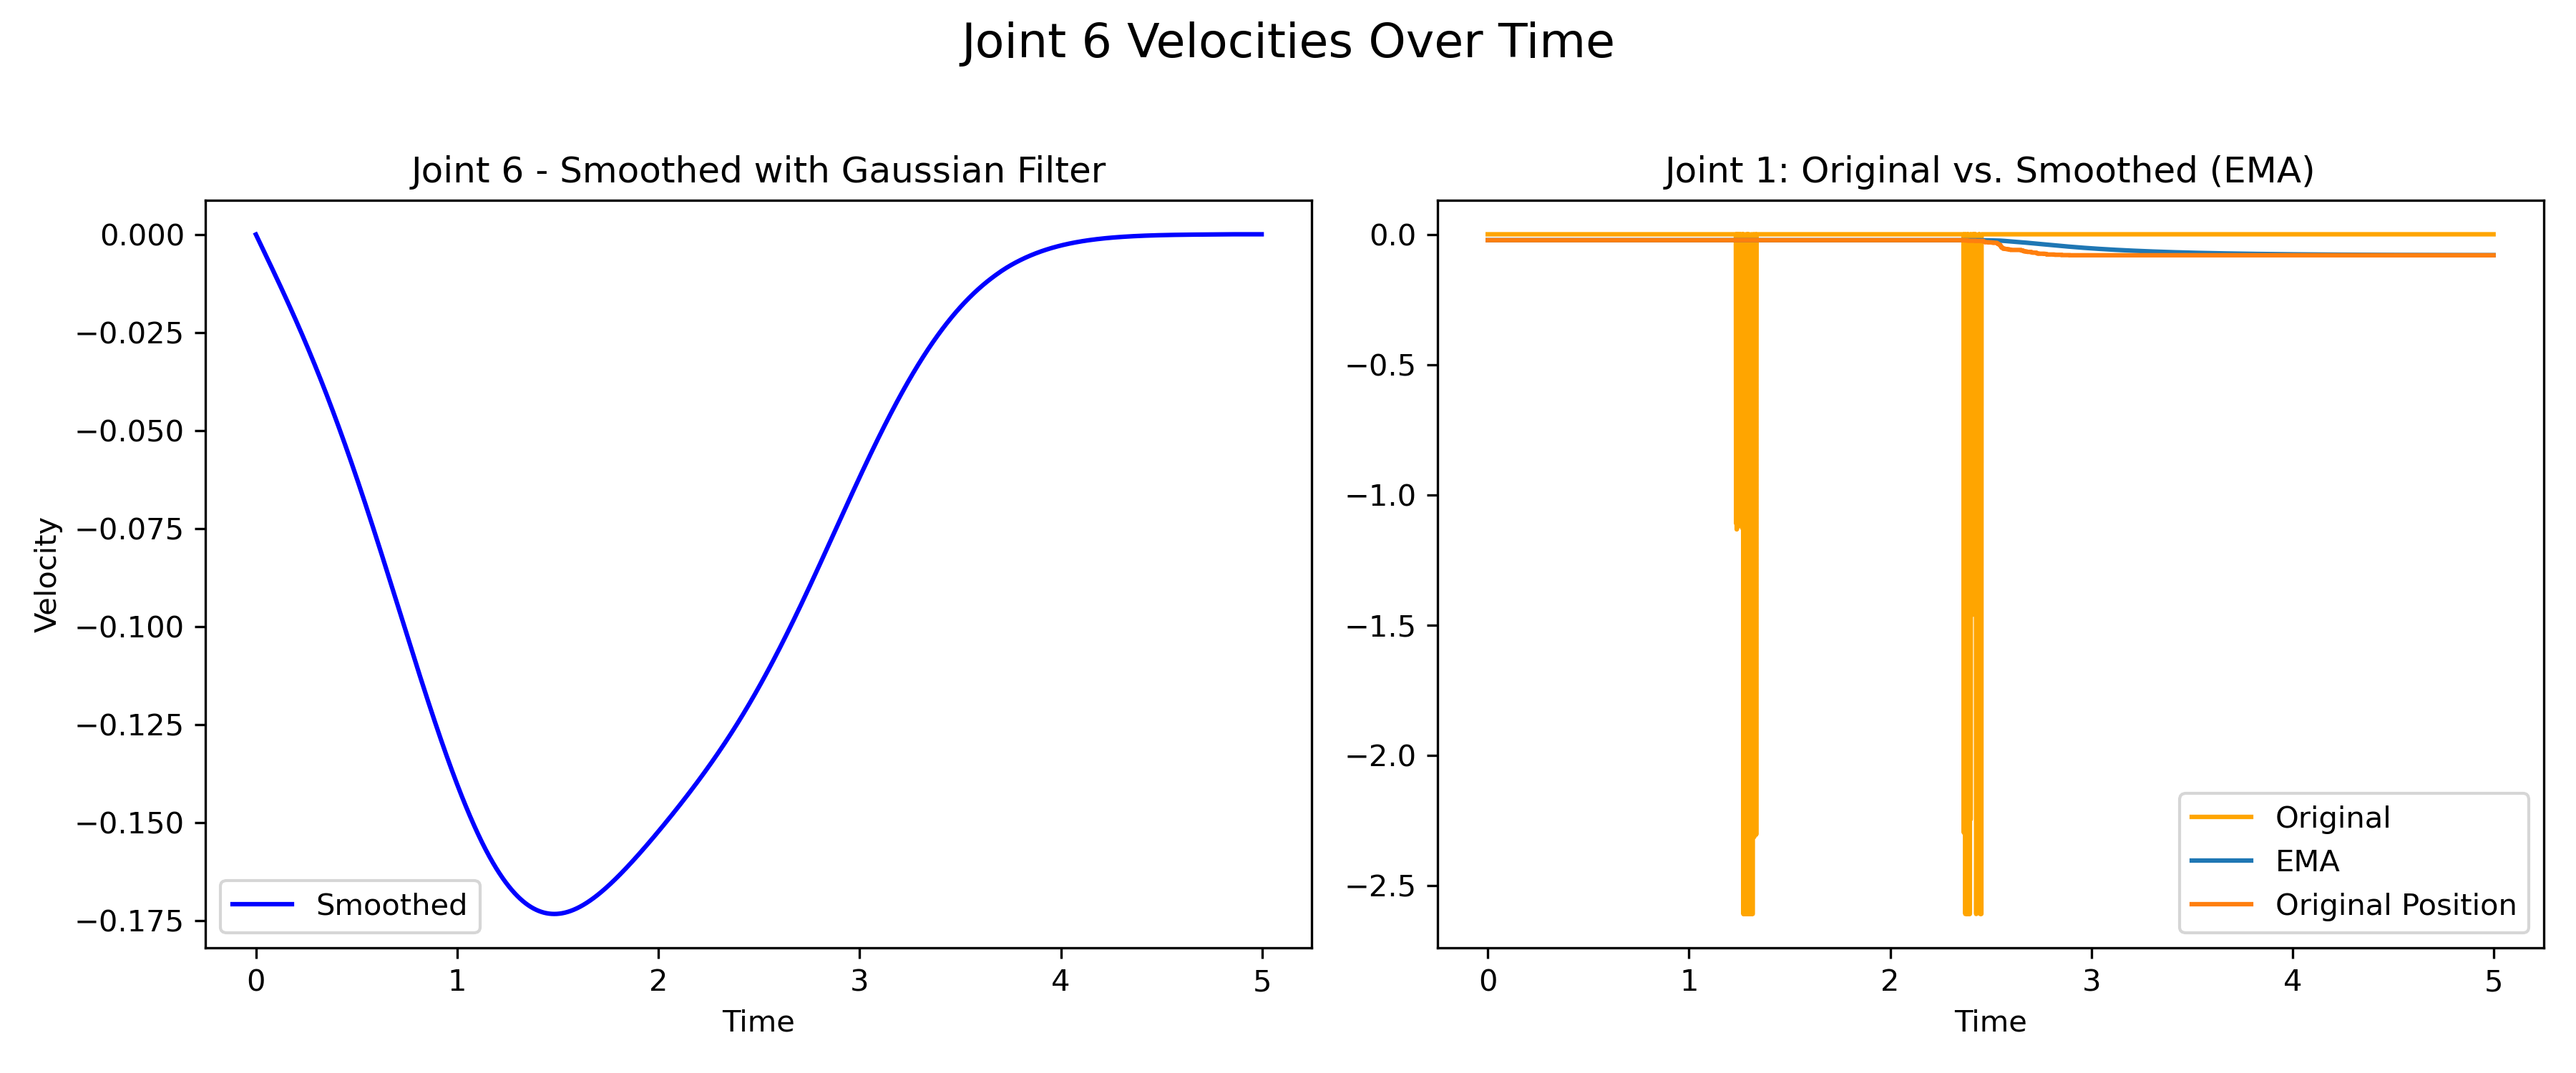 Joint 6 Velocities Over Time
Joint 6 - Smoothed with Gaussian Filter
0.000
−0.025
−0.050
−0.075
−0.100
−0.125
−0.150
−0.175
Velocity
Smoothed
0 1 2 3 4 5
Time
Joint 1: Original vs. Smoothed (EMA)
0.0
−0.5
−1.0
−1.5
−2.0
−2.5
Original
EMA
Original Position
0 1 2 3 4 5
Time